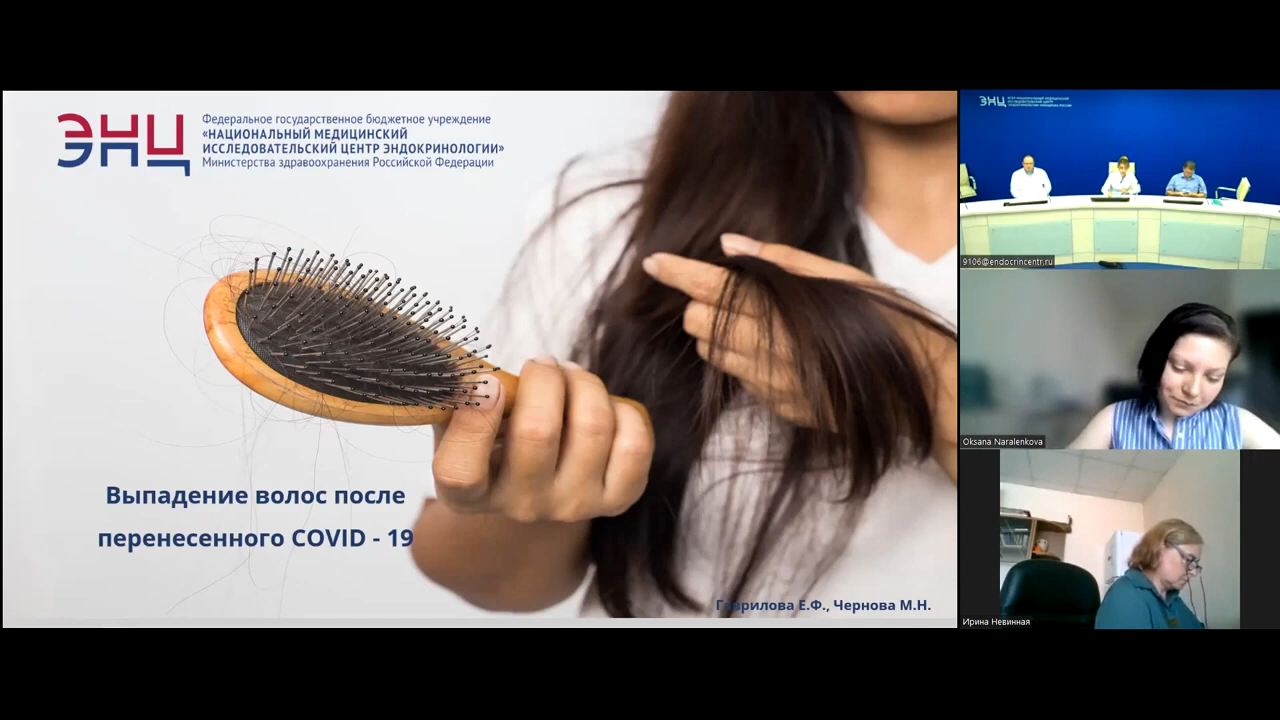 ЭНЦ
Федеральное государственное бюджетное учреждение
«НАЦИОНАЛЬНЫЙ МЕДИЦИНСКИЙ
ИССЛЕДОВАТЕЛЬСКИЙ ЦЕНТР ЭНДОКРИНОЛОГИИ»
Министерства здравоохранения Российской Федерации
Выпадение волос после
перенесенного COVID - 19
Гаврилова Е.Ф., Чернова М.Н.
ЭНЦ
9106@endocrincentr.ru
Oksana Naralenkova
Ирина Невинная